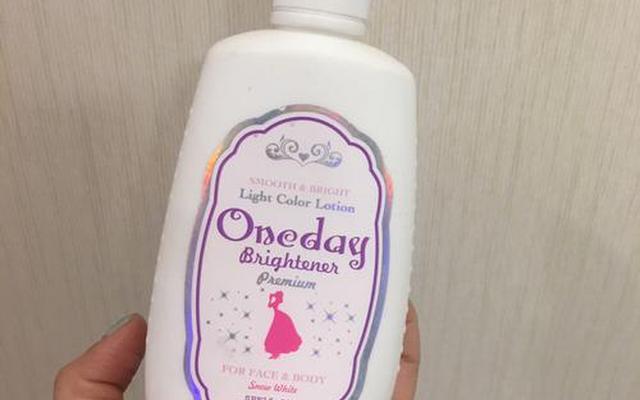 SMOOTH & BRIGHT
Light Color Lotion
Oneday
Brightener
Premium
FOR FACE & BODY
Snow White